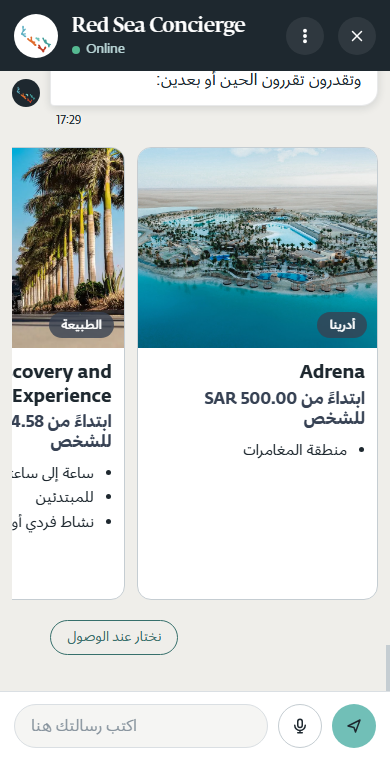 Red Sea Concierge
Online
وتقدرون تقررون الحين أو بعدين:
17:29
أدرينا
Adrena
ابتداءً من SAR 500.00
للشخص
منطقة المغامرات
الطبيعة
covery and
Experience
ابتداءً من 4.58
للشخص
ساعة إلى
للمبتدئين
نشاط فردي أو
نختار عند الوصول
اكتب رسالتك هنا